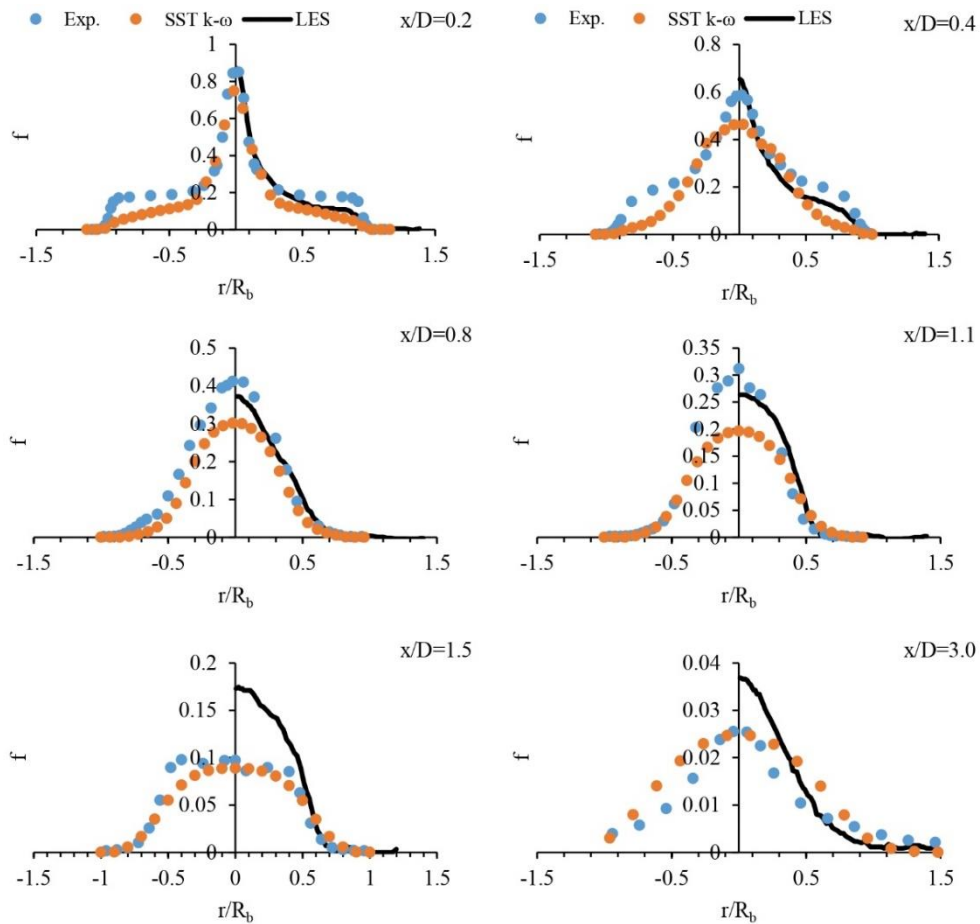 Exp. SST k-ω LES x/D=0.2
1
0.8
0.6
0.4
0.2
0
f
-1.5 -0.5 0.5 1.5
r/R_b
Exp. SST k-ω LES x/D=0.4
0.8
0.6
0.4
0.2
0
f
-1.5 -0.5 0.5 1.5
r/R_b
x/D=0.8
0.5
0.4
0.3
0.2
0.1
0
f
-1.5 -0.5 0.5 1.5
r/R_b
x/D=1.1
0.35
0.3
0.25
0.2
0.15
0.1
0.05
0
f
-1.5 -0.5 0.5 1.5
r/R_b
x/D=1.5
0.2
0.15
0.1
0.05
0
f
-1.5 -1 -0.5 0 0.5 1 1.5
r/R_b
x/D=3.0
0.04
0.03
0.02
0.01
0
f
-1.5 -0.5 0.5 1.5
r/R_b